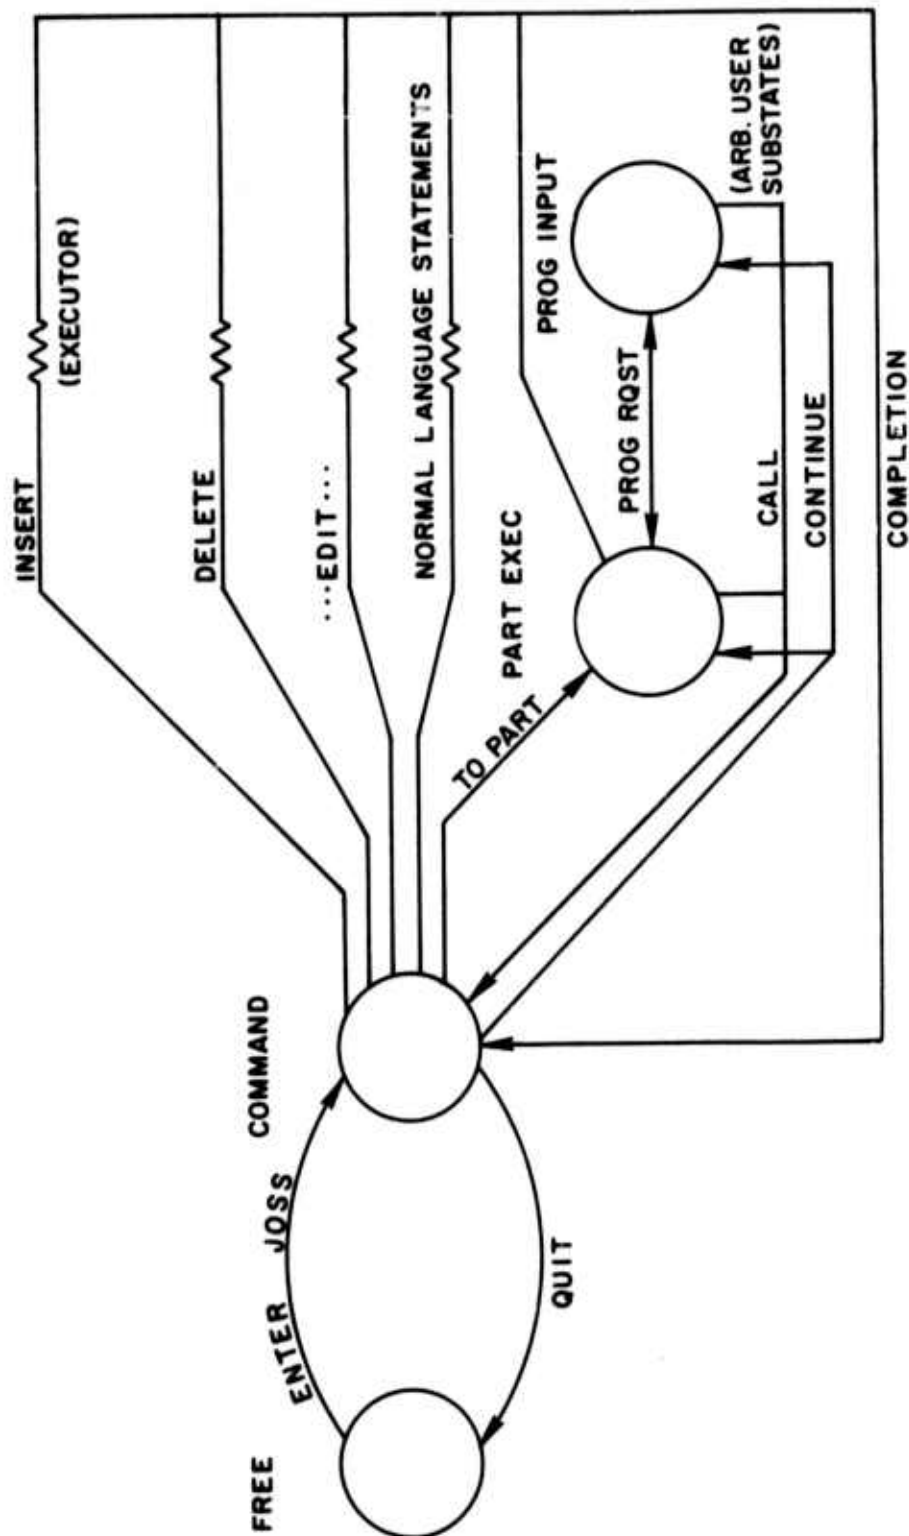 INSERT
(EXECUTOR)
DELETE
...EDIT...
NORMAL LANGUAGE STATEMENTS
FREE
ENTER JOSS
COMMAND
QUIT
TO PART
PART EXEC
PROG RQST
PROG INPUT
(ARB. USER
SUBSTATES)
CALL
CONTINUE
COMPLETION